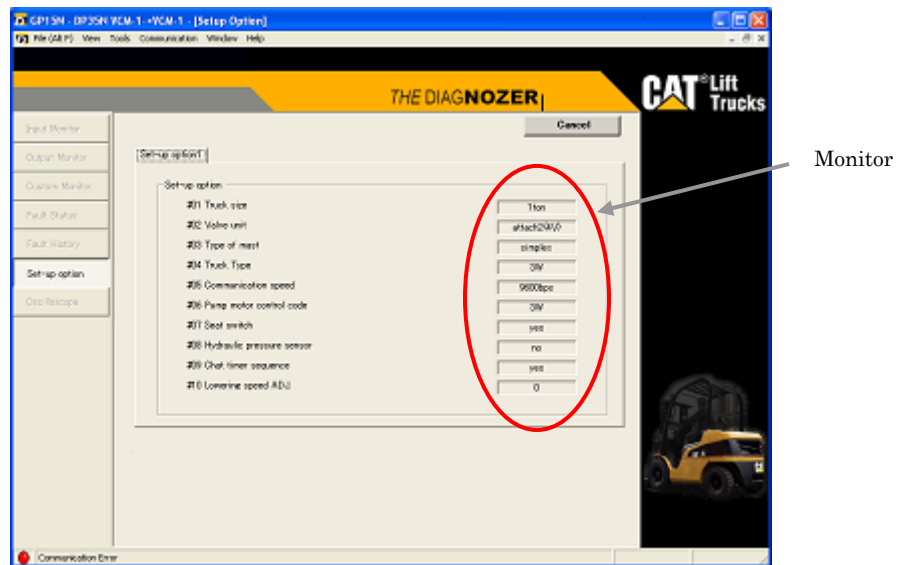 GP15N - DP35N VCM-1-->VCM-1 - [Setup Option]
File(Alt F) View Tools Communication Window Help
THE DIAGNOZER
CAT® Lift Trucks
Cancel
Input Monitor
Output Monitor
Custom Monitor
Fault Status
Fault History
Set-up option
Oscilloscope
Set-up option1
Set-up option
#01 Truck size 1ton
#02 Valve unit
#03 Type of mast simplex
#04 Truck Type 3W
#05 Communication speed 9600bps
#06 Pump motor control code 3W
#07 Seat switch yes
#08 Hydraulic pressure sensor no
#09 Chat timer sequence yes
#10 Lowering speed ADJ 0
Monitor
Communication Error